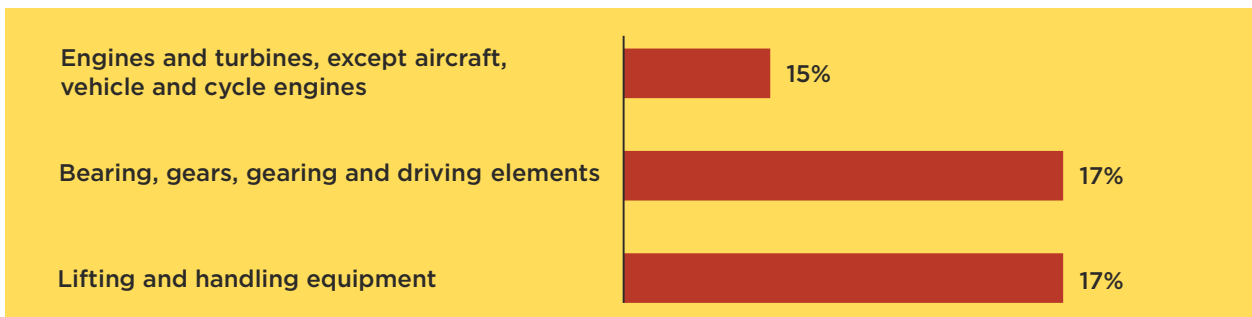 Engines and turbines, except aircraft,
vehicle and cycle engines
15%
Bearing, gears, gearing and driving elements
17%
Lifting and handling equipment
17%